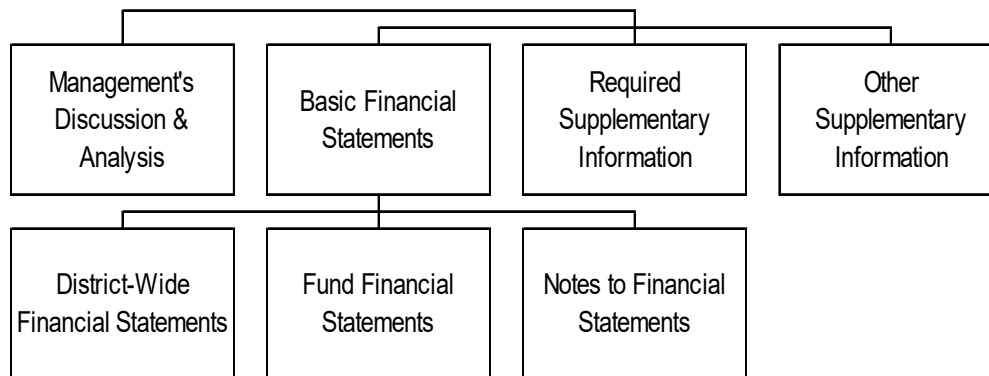 Management's
Discussion &
Analysis
Basic Financial
Statements
Required
Supplementary
Information
Other
Supplementary
Information
District-Wide
Financial Statements
Fund Financial
Statements
Notes to Financial
Statements